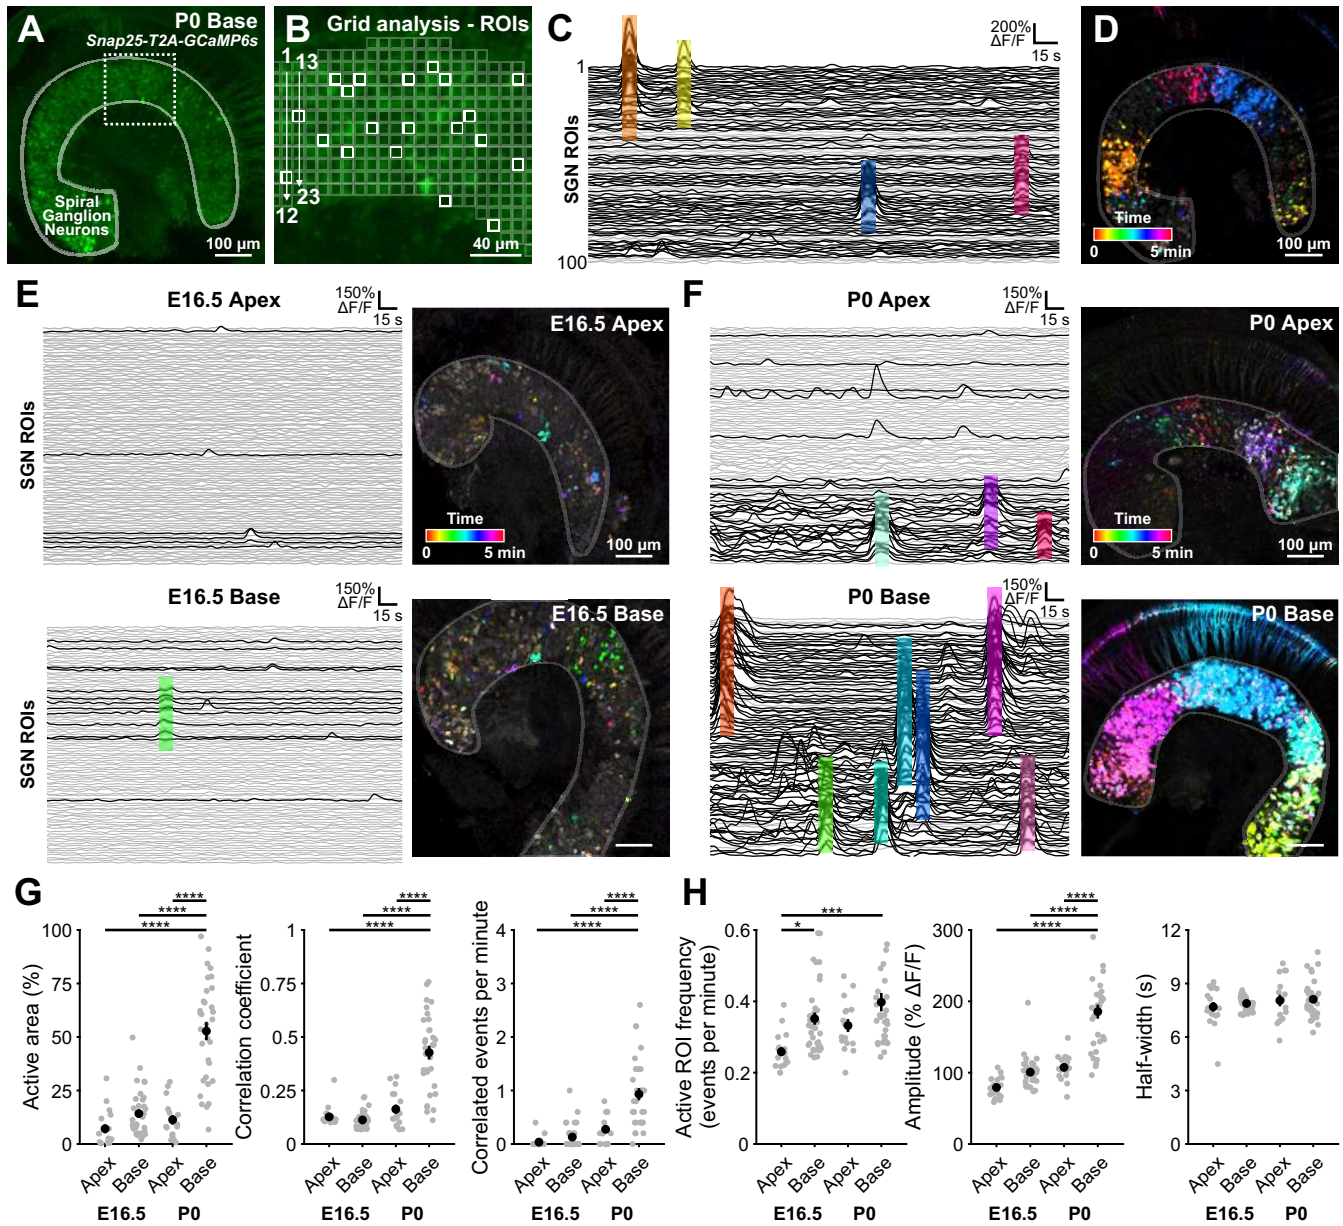 A
P0 Base
Snap25-T2A-GCaMP6s
Spiral
Ganglion
Neurons
100 µm
B
Grid analysis - ROIs
1
13
23
12
40 µm
C
200%
ΔF/F
15 s
1
SGN ROIs
100
D
Time
0
5 min
100 µm
E
E16.5 Apex
150%
ΔF/F
15 s
SGN ROIs
E16.5 Apex
Time
0
5 min
100 µm
E16.5 Base
150%
ΔF/F
15 s
SGN ROIs
E16.5 Base
F
P0 Apex
150%
ΔF/F
15 s
P0 Apex
Time
0
5 min
100 µm
P0 Base
150%
ΔF/F
15 s
P0 Base
G
****
****
****
100
75
50
25
0
Active area (%)
Apex
Base
Apex
Base
E16.5
P0
****
****
****
1
0.75
0.5
0.25
0
Correlation coefficient
Apex
Base
Apex
Base
E16.5
P0
****
****
****
4
3
2
1
0
Correlated events per minute
Apex
Base
Apex
Base
E16.5
P0
H
***
*
0.6
0.4
0.2
0
Active ROI frequency
(events per minute)
Apex
Base
Apex
Base
E16.5
P0
****
****
****
300
200
100
0
Amplitude (% ΔF/F)
Apex
Base
Apex
Base
E16.5
P0
12
9
6
3
0
Half-width (s)
Apex
Base
Apex
Base
E16.5
P0